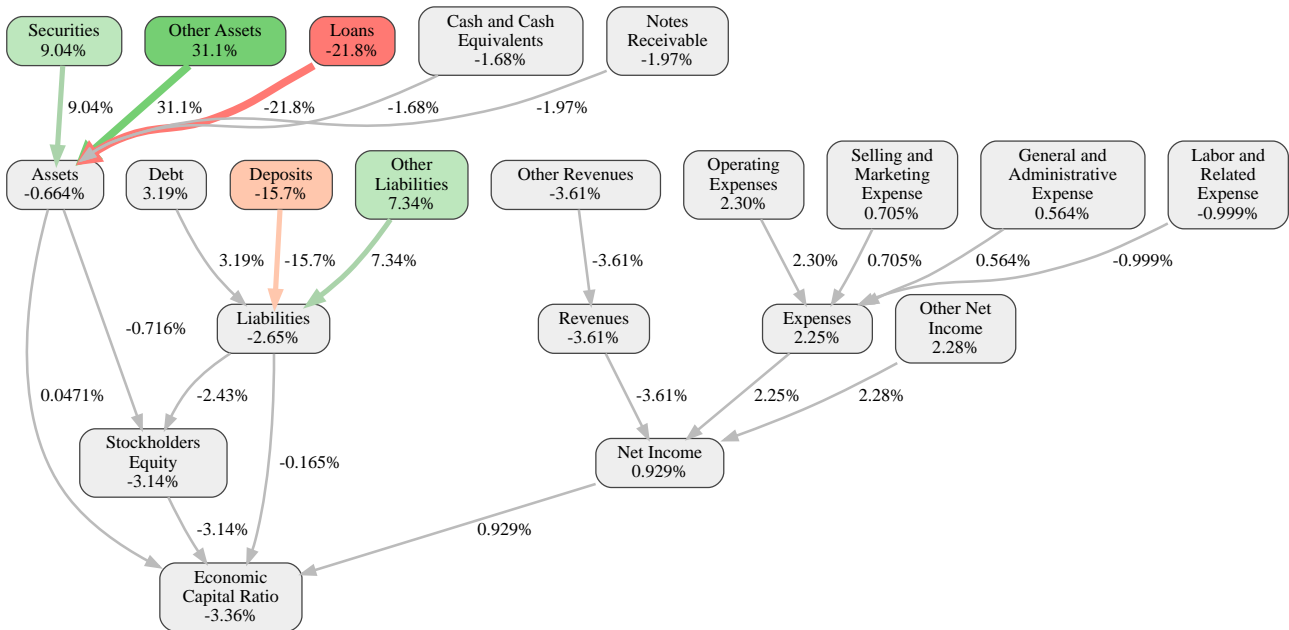 Securities
9.04%
Other Assets
31.1%
Loans
-21.8%
Cash and Cash
Equivalents
-1.68%
Notes
Receivable
-1.97%
9.04%
31.1%
-21.8%
-1.68%
-1.97%
Assets
-0.664%
Debt
3.19%
Deposits
-15.7%
Other
Liabilities
7.34%
Other Revenues
-3.61%
Operating
Expenses
2.30%
Selling and
Marketing
Expense
0.705%
General and
Administrative
Expense
0.564%
Labor and
Related
Expense
-0.999%
3.19%
-15.7%
7.34%
-3.61%
2.30%
0.705%
0.564%
-0.999%
-0.716%
Liabilities
-2.65%
Revenues
-3.61%
Expenses
2.25%
Other Net
Income
2.28%
0.0471%
-2.43%
-3.61%
2.25%
2.28%
Stockholders
Equity
-3.14%
-0.165%
Net Income
0.929%
-3.14%
0.929%
Economic
Capital Ratio
-3.36%